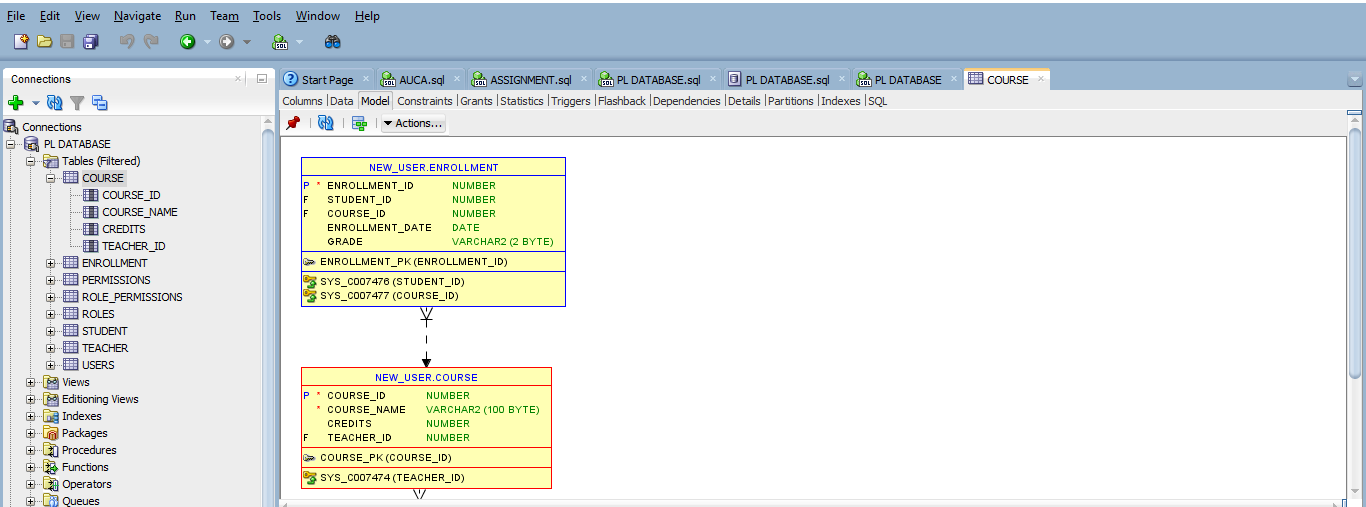 File Edit View Navigate Run Team Tools Window Help
Connections
Start Page AUCA.sql ASSIGNMENT.sql PL DATABASE.sql PL DATABASE.sql PL DATABASE COURSE
Columns Data Model Constraints Grants Statistics Triggers Flashback Dependencies Details Partitions Indexes SQL
Actions...
Connections
PL DATABASE
Tables (Filtered)
COURSE
COURSE_ID
COURSE_NAME
CREDITS
TEACHER_ID
ENROLLMENT
PERMISSIONS
ROLE_PERMISSIONS
ROLES
STUDENT
TEACHER
USERS
Views
Editioning Views
Indexes
Packages
Procedures
Functions
Operators
Queues
NEW_USER.ENROLLMENT
P * ENROLLMENT_ID NUMBER
F STUDENT_ID NUMBER
F COURSE_ID NUMBER
ENROLLMENT_DATE DATE
GRADE VARCHAR2 (2 BYTE)
ENROLLMENT_PK (ENROLLMENT_ID)
SYS_C007476 (STUDENT_ID)
SYS_C007477 (COURSE_ID)
NEW_USER.COURSE
P * COURSE_ID NUMBER
* COURSE_NAME VARCHAR2 (100 BYTE)
CREDITS NUMBER
F TEACHER_ID NUMBER
COURSE_PK (COURSE_ID)
SYS_C007474 (TEACHER_ID)